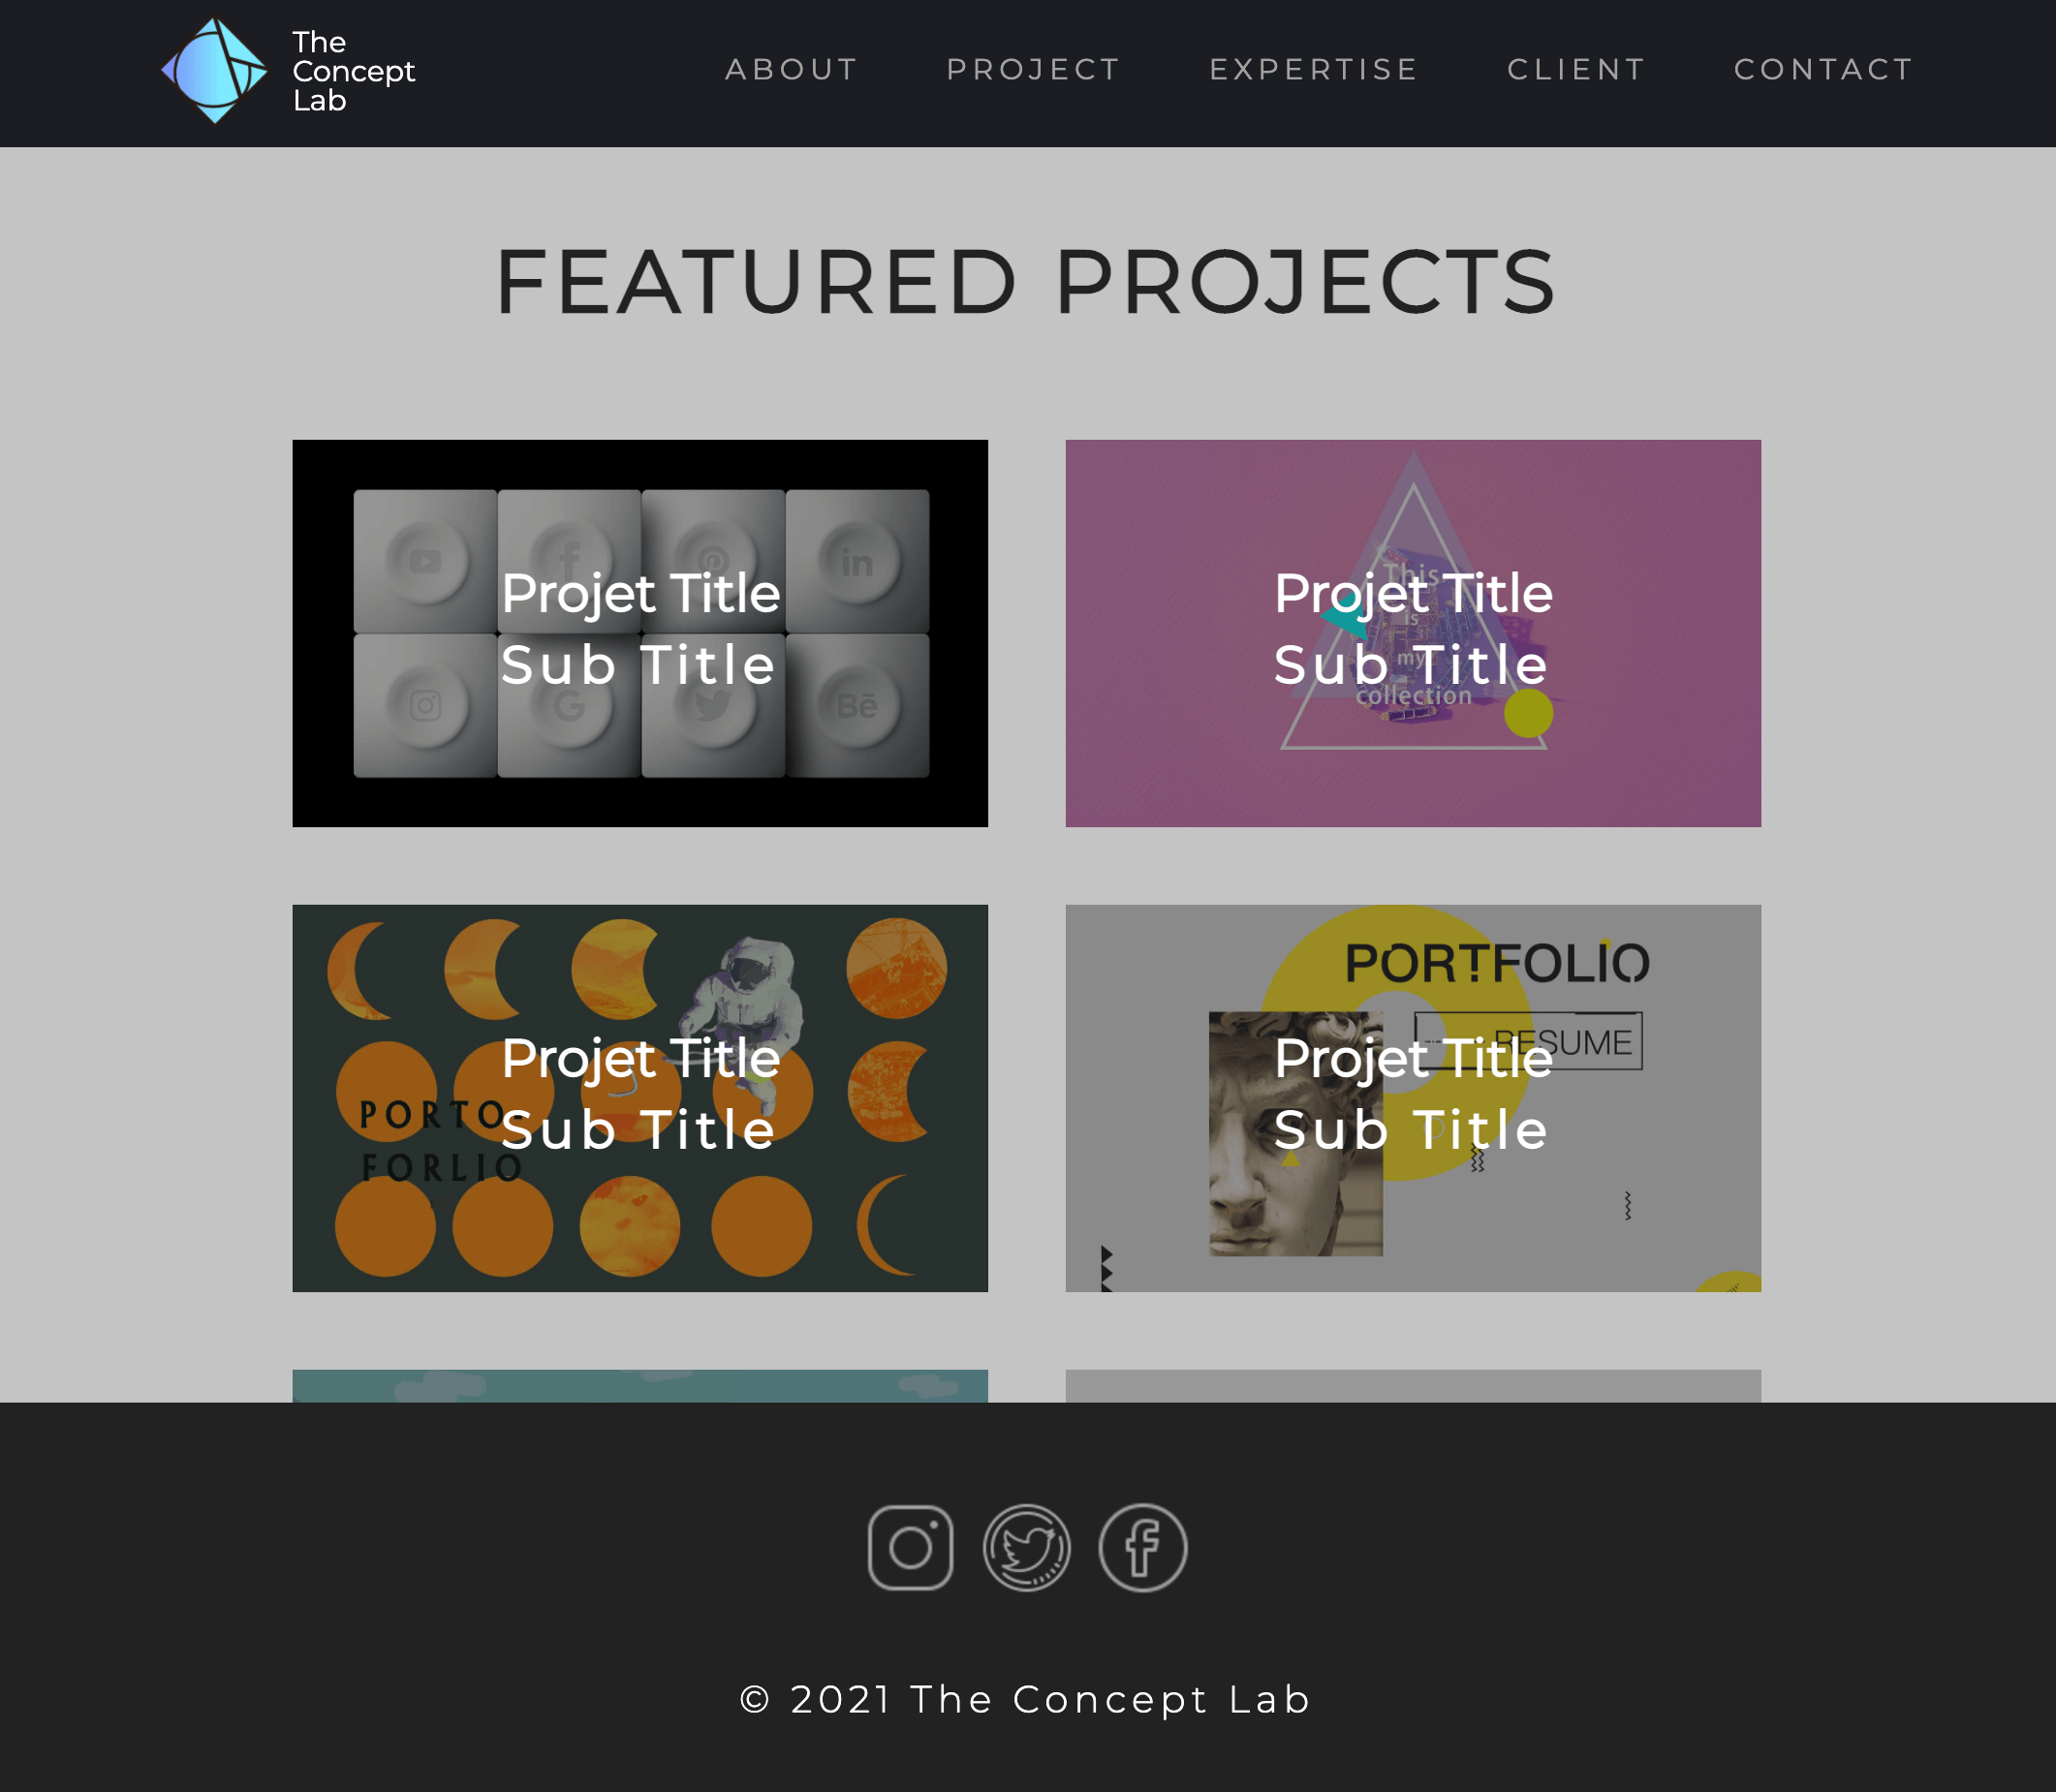 The
Concept
Lab
ABOUT PROJECT EXPERTISE CLIENT CONTACT
FEATURED PROJECTS
f in
Projet Title
Sub Title
G Bē
This
is
my
collection
Projet Title
Sub Title
PORTO-
FORLIO
Projet Title
Sub Title
PORTFOLIO
RESUME
Projet Title
Sub Title
© 2021 The Concept Lab